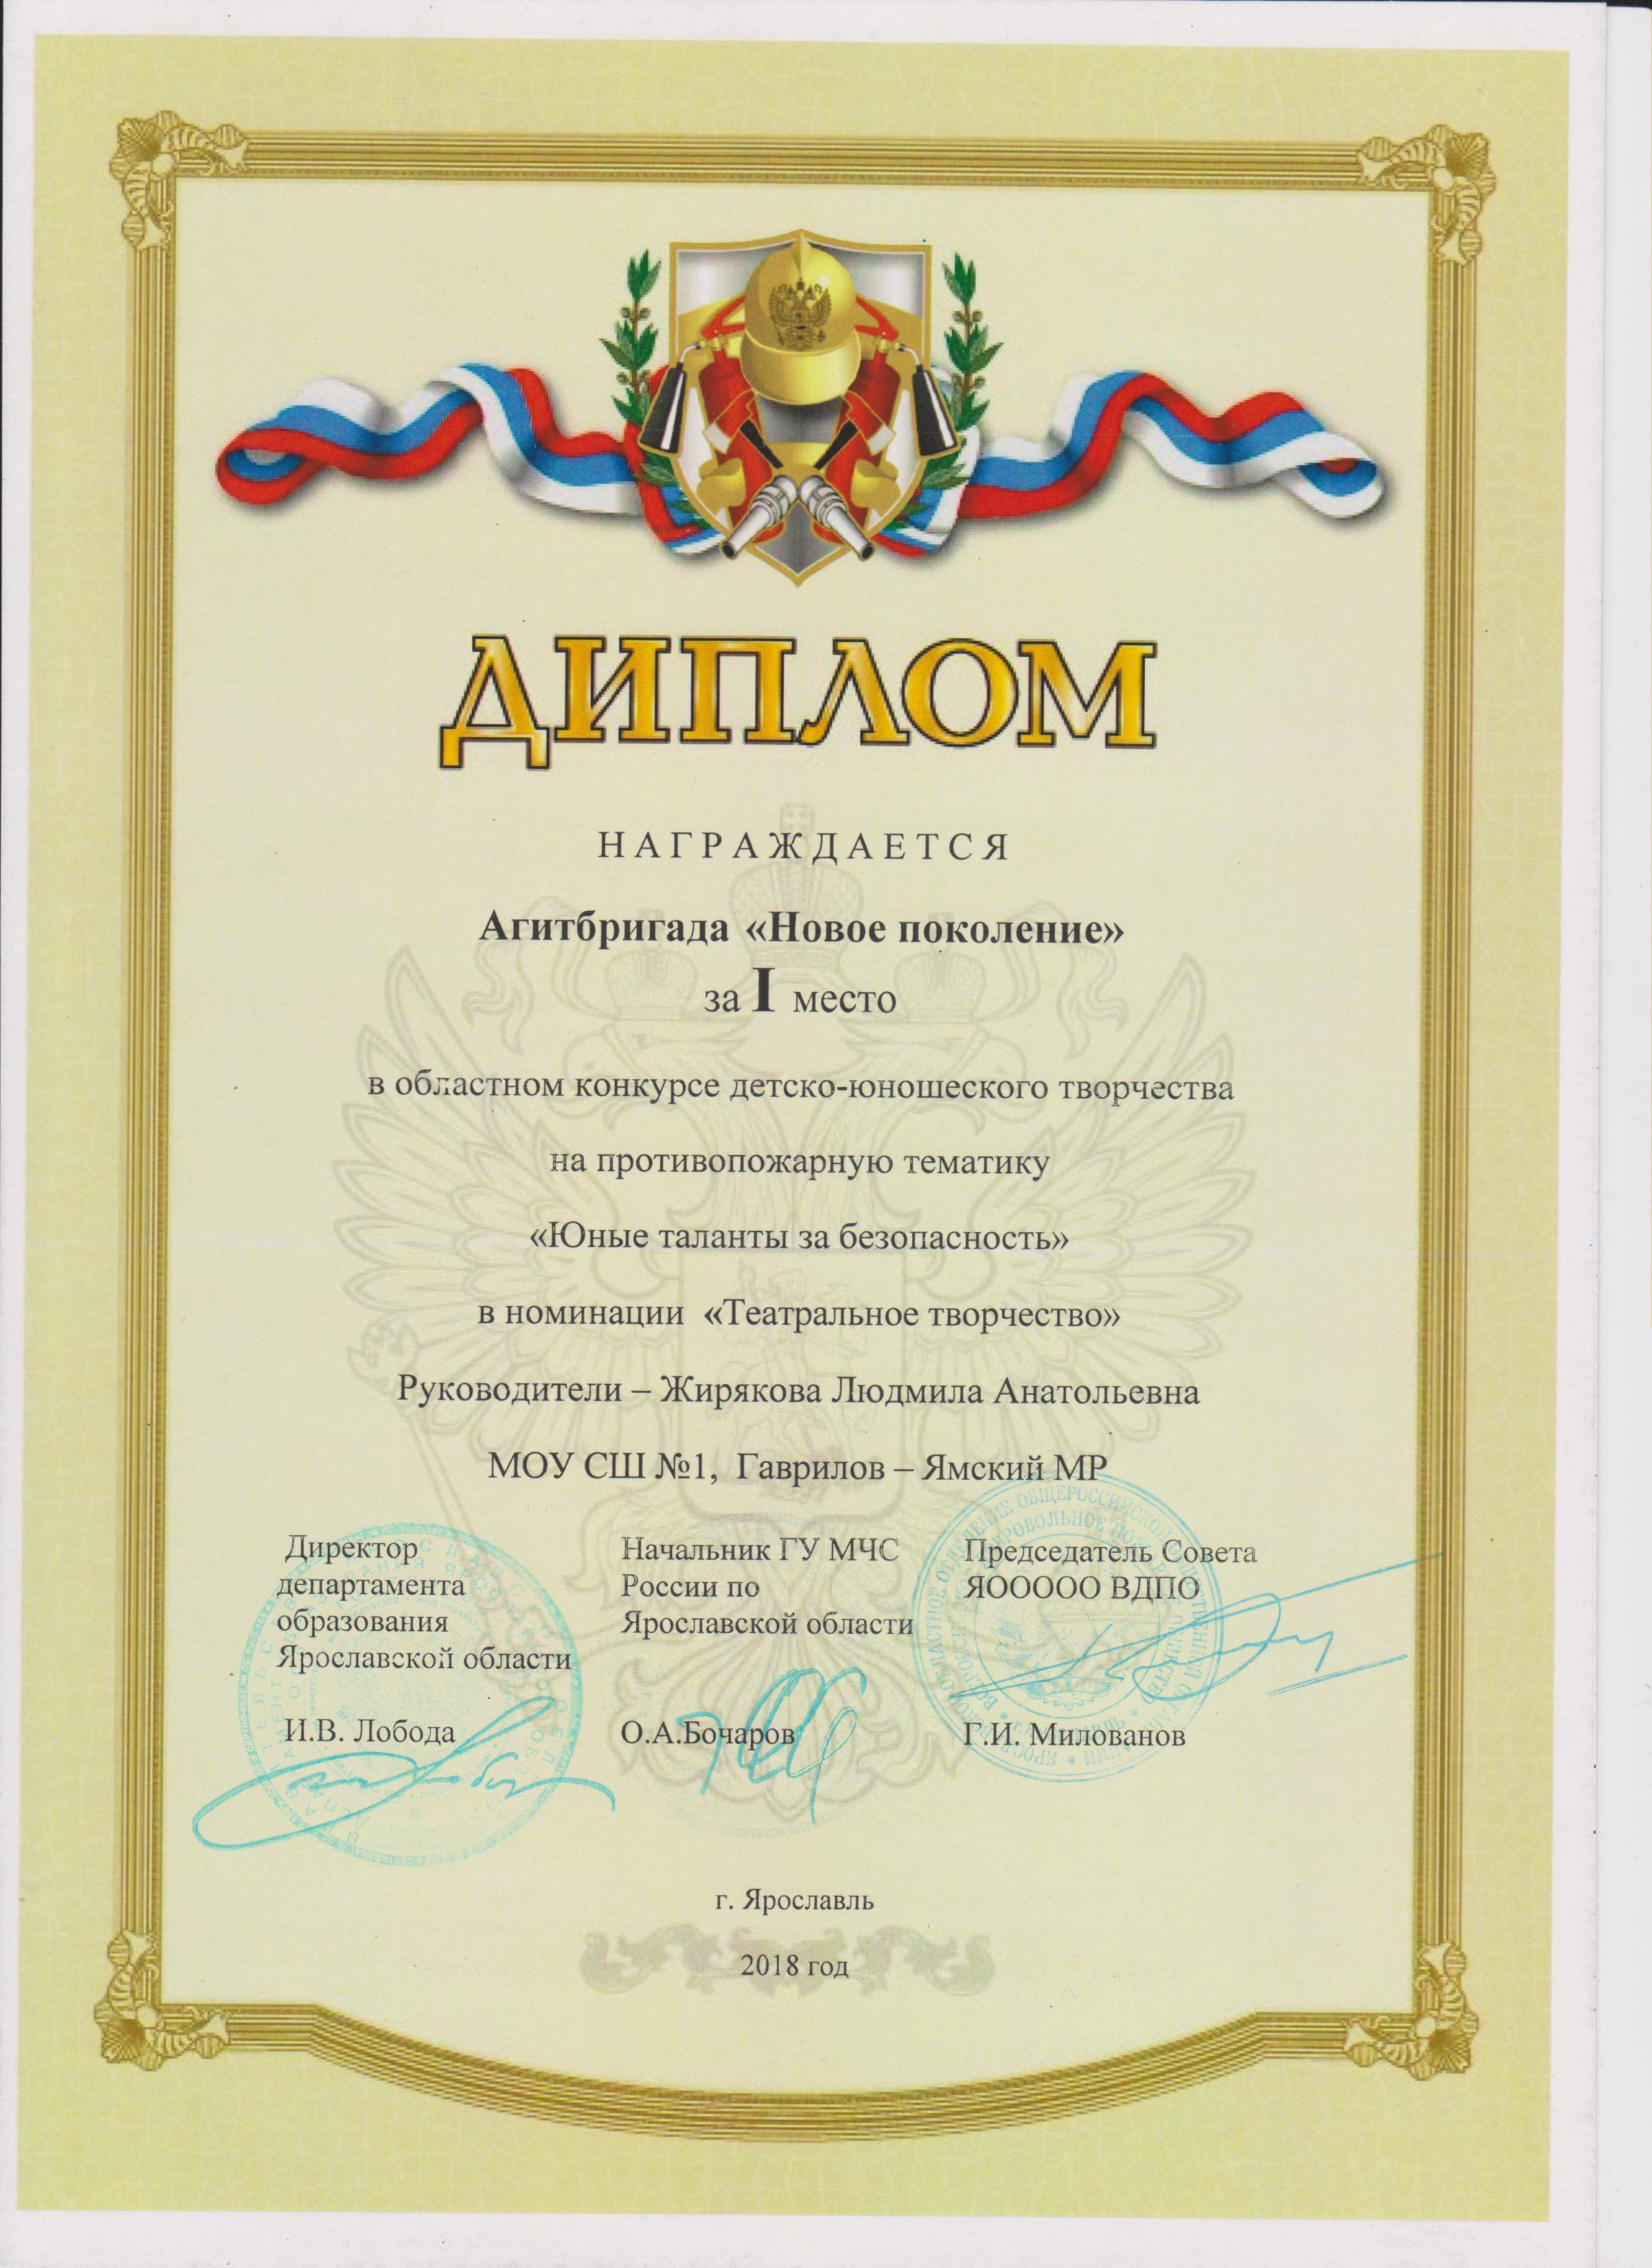 ДИПЛОМ
НАГРАЖДАЕТСЯ
Агитбригада «Новое поколение»
за I место
в областном конкурсе детско-юношеского творчества
на противопожарную тематику
«Юные таланты за безопасность»
в номинации «Театральное творчество»
Руководители – Жирякова Людмила Анатольевна
МОУ СШ №1, Гаврилов – Ямский МР
Директор
департамента
образования
Ярославской области
И.В. Лобода
Начальник ГУ МЧС
России по
Ярославской области
О.А.Бочаров
Председатель Совета
ЯООООО ВДПО
Г.И. Милованов
г. Ярославль
2018 год